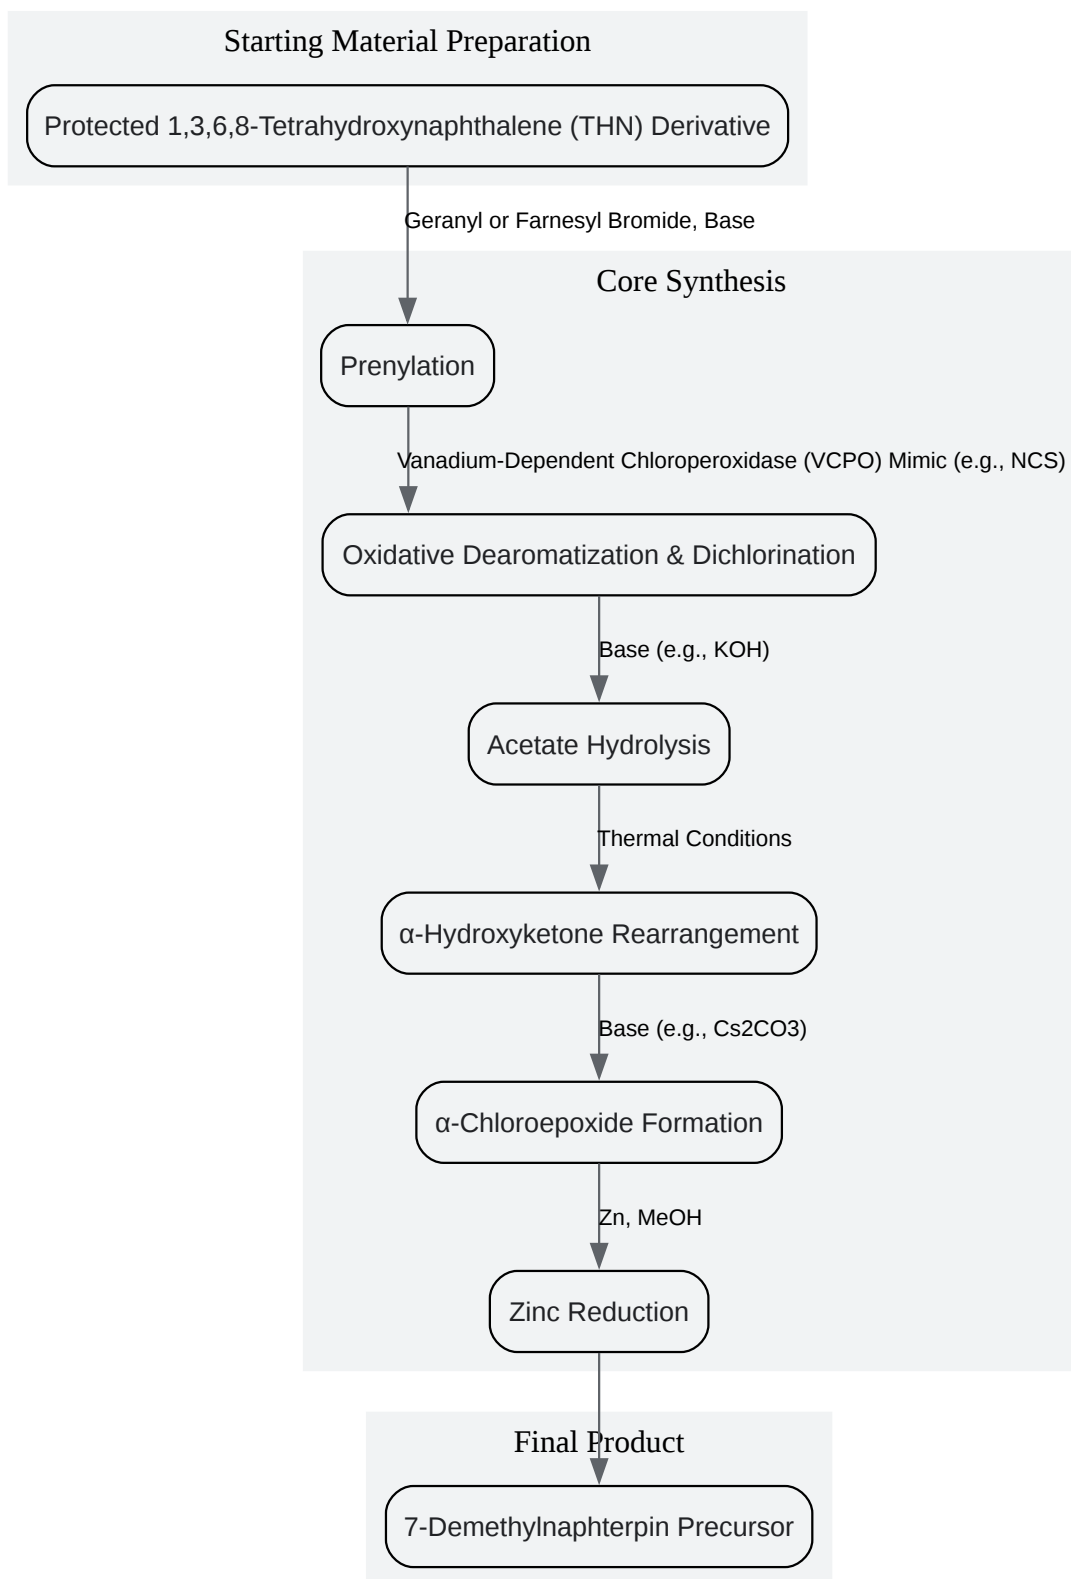 Starting Material Preparation
Protected 1,3,6,8-Tetrahydroxynaphthalene (THN) Derivative
Geranyl or Farnesyl Bromide, Base
Core Synthesis
Prenylation
Vanadium-Dependent Chloroperoxidase (VCPO) Mimic (e.g., NCS)
Oxidative Dearomatization & Dichlorination
Base (e.g., KOH)
Acetate Hydrolysis
Thermal Conditions
α-Hydroxyketone Rearrangement
Base (e.g., Cs2CO3)
α-Chloroepoxide Formation
Zn, MeOH
Zinc Reduction
Final Product
7-Demethylnaphterpin Precursor